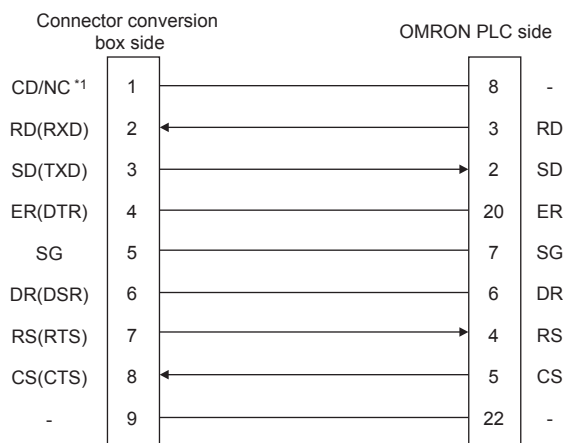 Connector conversion
box side
OMRON PLC side
CD/NC *1 1 8 -
RD(RXD) 2 3 RD
SD(TXD) 3 2 SD
ER(DTR) 4 20 ER
SG 5 7 SG
DR(DSR) 6 6 DR
RS(RTS) 7 4 RS
CS(CTS) 8 5 CS
- 9 22 -